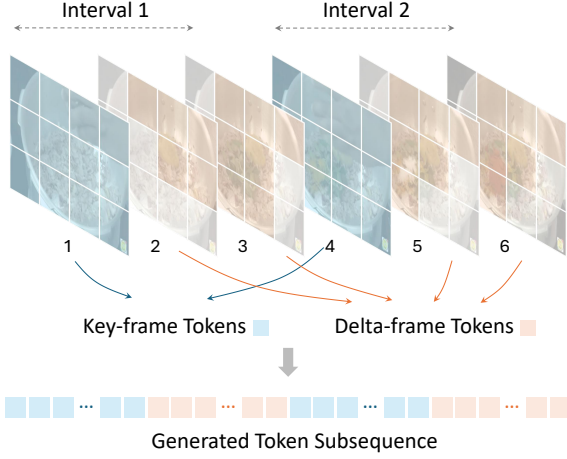 Interval 1 Interval 2
1 2 3 4 5 6
Key-frame Tokens Delta-frame Tokens
... ... ... ...
Generated Token Subsequence